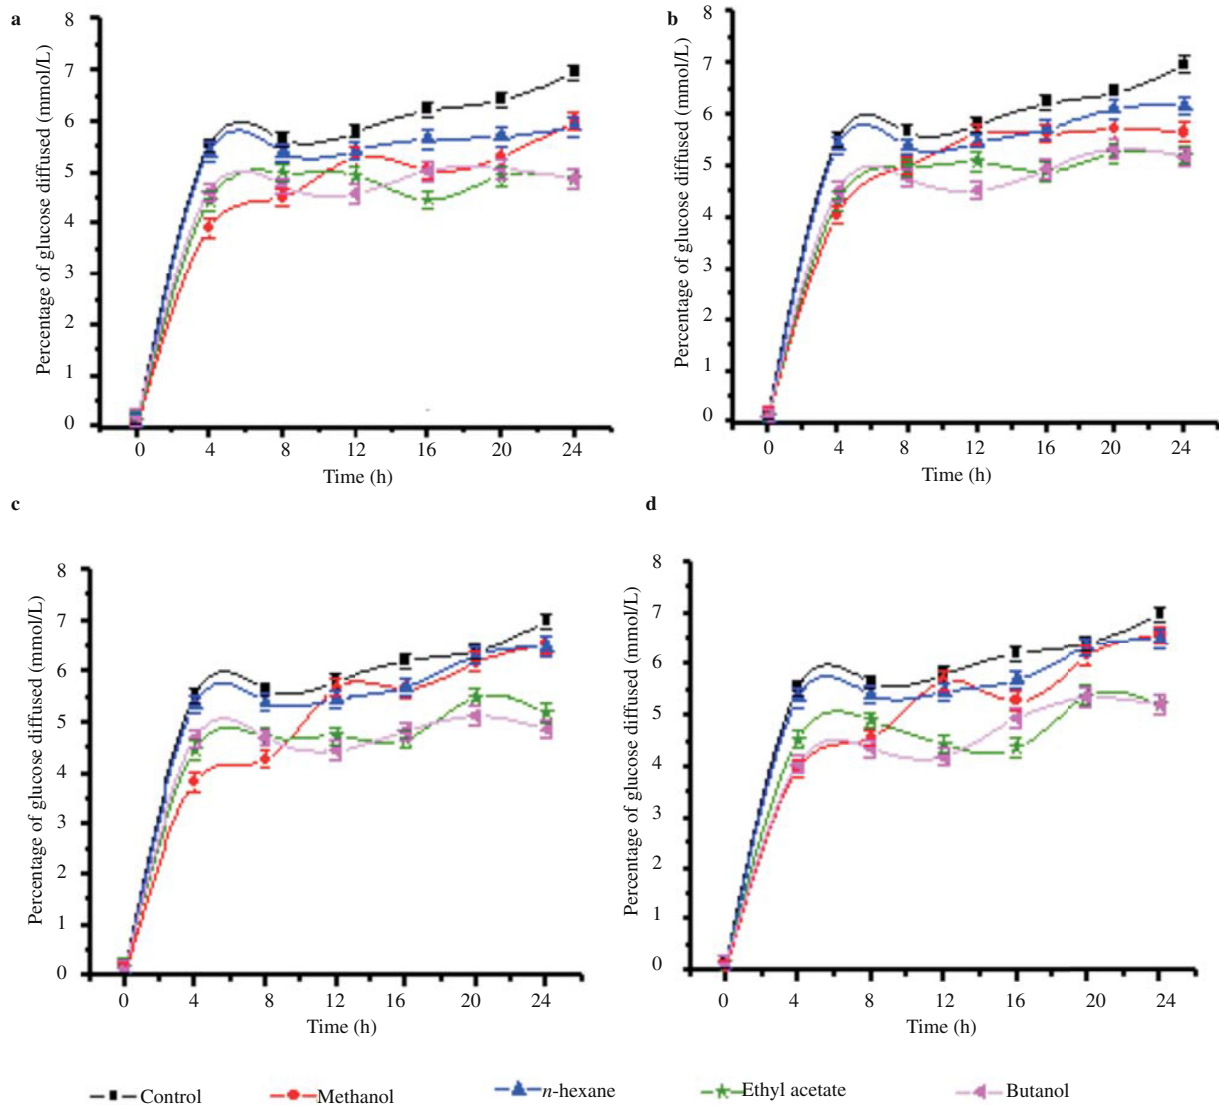 a
Percentage of glucose diffused (mmol/L)
8
7
6
5
4
3
2
1
0
0 4 8 12 16 20 24
Time (h)
b
Percentage of glucose diffused (mmol/L)
8
7
6
5
4
3
2
1
0
0 4 8 12 16 20 24
Time (h)
c
Percentage of glucose diffused (mmol/L)
8
7
6
5
4
3
2
1
0
0 4 8 12 16 20 24
Time (h)
d
Percentage of glucose diffused (mmol/L)
8
7
6
5
4
3
2
1
0
0 4 8 12 16 20 24
Time (h)
Control Methanol n-hexane Ethyl acetate Butanol